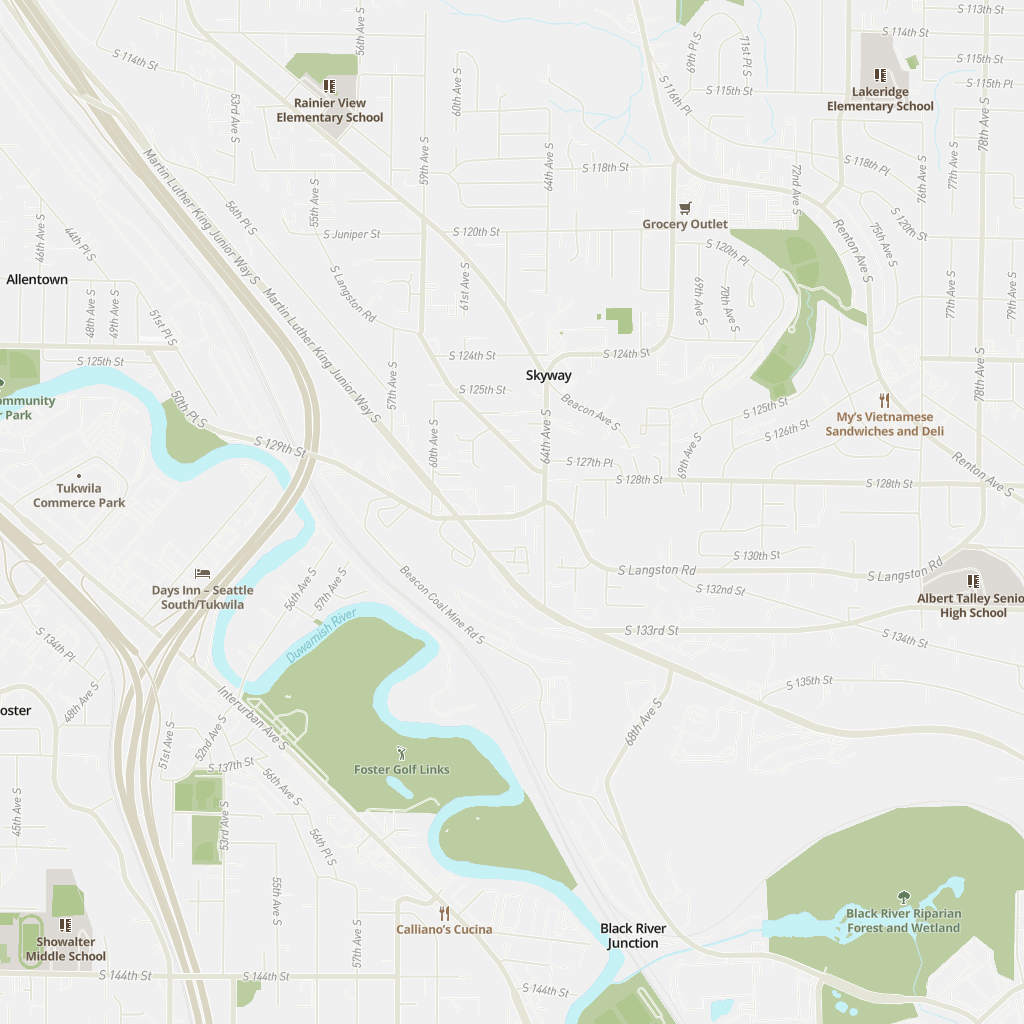 S 113th St
S 114th St
56th Ave S
69th Pl S
71st Pl S
S 114th St
S 115th St
S 115th St
S 115th St
S 116th Pl
53rd Ave S
60th Ave S
Rainier View
Elementary School
Lakeridge
Elementary School
78th Ave S
Martin Luther King Junior Way S
59th Ave S
64th Ave S
S 118th St
72nd Ave S
S 118th Pl
76th Ave S
77th Ave S
55th Ave S
56th Pl S
46th Ave S
44th Pl S
Grocery Outlet
S Juniper St
S 120th St
S 120th Pl
Renton Ave S
75th Ave S
S 120th St
Allentown
48th Ave S
49th Ave S
51st Pl S
S Langston Rd
61st Ave S
69th Ave S
70th Ave S
77th Ave S
79th Ave S
Martin Luther King Junior Way S
S 125th St
S 124th St
S 124th St
Skyway
57th Ave S
S 125th St
Beacon Ave S
78th Ave S
ommunity
r Park
50th Pl S
S 129th St
60th Ave S
64th Ave S
S 125th St
S 126th St
69th Ave S
My's Vietnamese
Sandwiches and Deli
Renton Ave S
S 127th Pl
S 128th St
S 128th St
Tukwila
Commerce Park
S 130th St
S Langston Rd
S Langston Rd
S 132nd St
Days Inn – Seattle
South/Tukwila
56th Ave S
57th Ave S
Beacon Coal Mine Rd S
Albert Talley Senio
High School
Duwamish River
S 133rd St
S 134th St
S 134th Pl
48th Ave S
S 135th St
oster
Interurban Ave S
68th Ave S
51st Ave S
52nd Ave S
S 137th St
56th Ave S
Foster Golf Links
45th Ave S
53rd Ave S
56th Pl S
55th Ave S
57th Ave S
Calliano's Cucina
Black River
Junction
Black River Riparian
Forest and Wetland
Showalter
Middle School
S 144th St
S 144th St
S 144th St